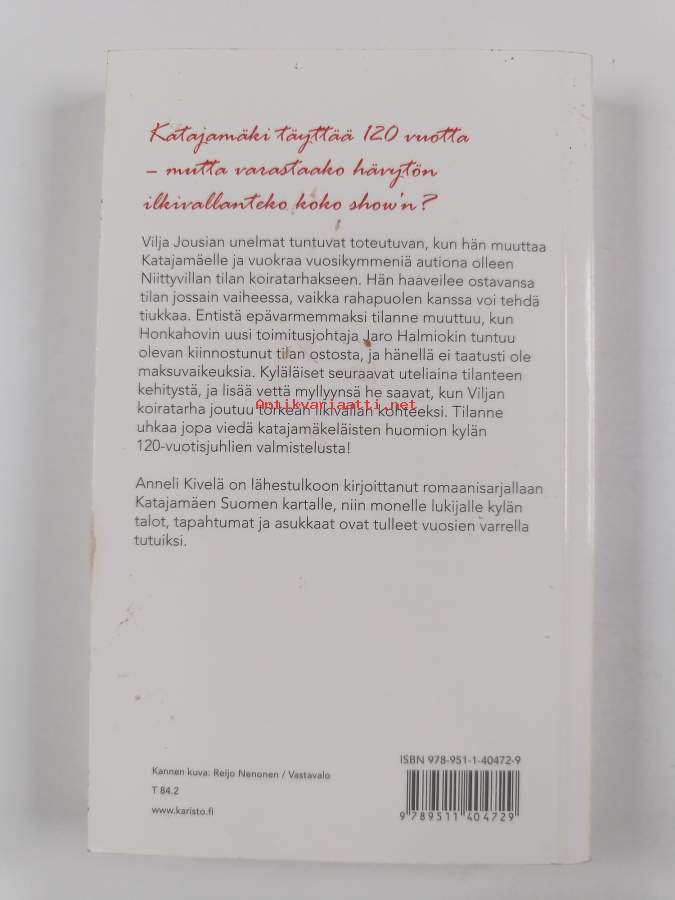 Katajamäki täyttää 120 vuotta
– mutta varastaako hävytön
ilkivallanteko koko show'n?
Vilja Jousian unelmat tuntuvat toteutuvan, kun hän muuttaa
Katajamäelle ja vuokraa vuosikymmeniä autiona olleen
Niittyvillan tilan koiratarhakseen. Hän haaveilee ostavansa
tilan jossain vaiheessa, vaikka rahapuolen kanssa voi tehdä
tiukkaa. Entistä epävarmemmaksi tilanne muuttuu, kun
Honkahovin uusi toimitusjohtaja Jaro Halmiokin tuntuu
olevan kiinnostunut tilan ostosta, ja hänellä ei taatusti ole
maksuvaikeuksia. Kyläläiset seuraavat uteliaina tilanteen
kehitystä, ja lisää vettä myllyynsä he saavat, kun Viljan
Antikvariaatti.net
koiratarha joutuu törkeän ilkivallan kohteeksi. Tilanne
uhkaa jopa viedä katajamäkeläisten huomion kylän
120-vuotisjuhlien valmistelusta!
Anneli Kivelä on lähestulkoon kirjoittanut romaanisarjallaan
Katajamäen Suomen kartalle, niin monelle lukijalle kylän
talot, tapahtumat ja asukkaat ovat tulleet vuosien varrella
tutuiksi.
Kannen kuva: Reijo Nenonen / Vastavalo
T 84.2
www.karisto.fi
ISBN 978-951-1-40472-9
9 789511 404729